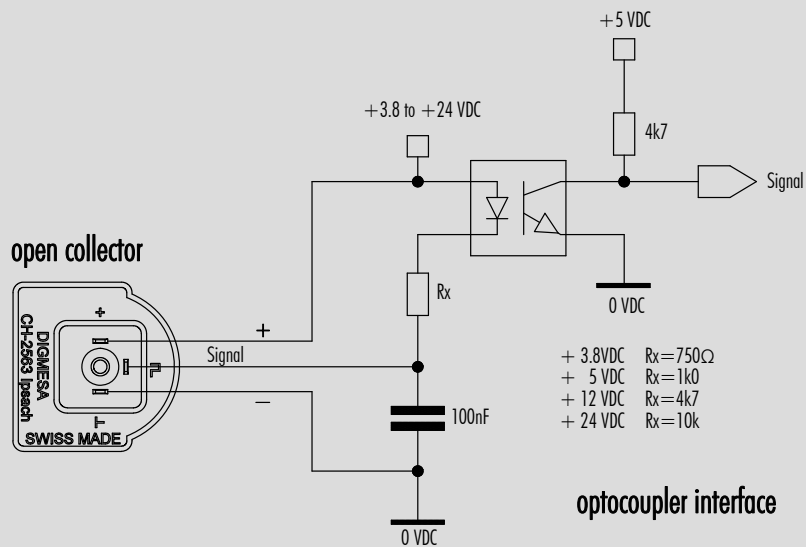 +5 VDC
+3.8 to +24 VDC
4k7
Signal
open collector
0 VDC
Rx
+
DIGMESA
CH-2563 Ipsach
SWISS MADE
+
Signal
−
100nF
+ 3.8VDC Rx=750Ω
+ 5 VDC Rx=1k0
+ 12 VDC Rx=4k7
+ 24 VDC Rx=10k
optocoupler interface
0 VDC